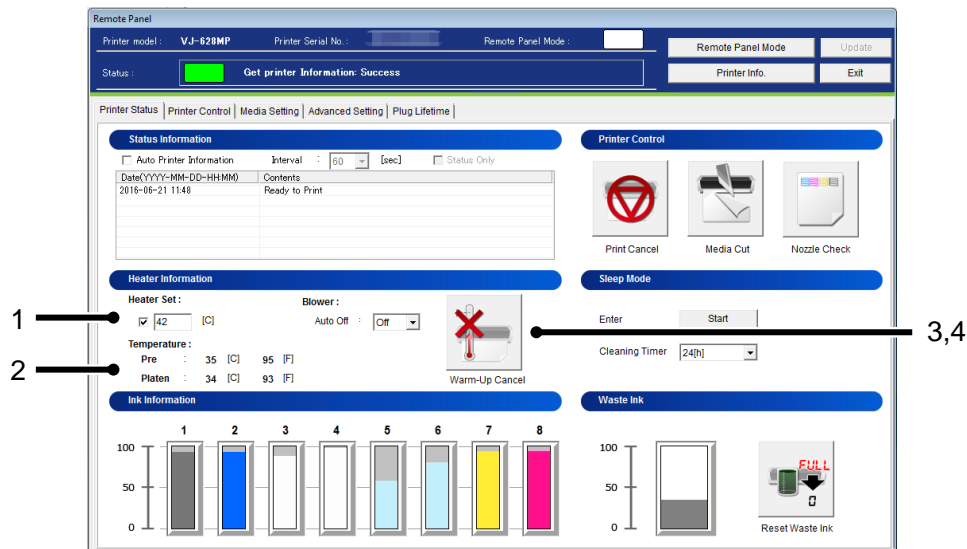 Remote Panel
Printer model : VJ-628MP Printer Serial No. : Remote Panel Mode :
Remote Panel Mode Update
Status : Get printer Information: Success
Printer Info. Exit
Printer Status Printer Control Media Setting Advanced Setting Plug Lifetime
Status Information
Auto Printer Information Interval : 60 [sec] Status Only
Date(YYYY-MM-DD-HH:MM) Contents
2016-06-21 11:48 Ready to Print
Printer Control
Print Cancel Media Cut Nozzle Check
Heater Information
Heater Set : Blower :
1 42 [C] Auto Off : Off
Temperature :
Pre : 35 [C] 95 [F]
2
Platen : 34 [C] 93 [F]
Warm-Up Cancel
Sleep Mode
Enter Start
3,4
Cleaning Timer 24[h]
Ink Information
1 2 3 4 5 6 7 8
100
50
0
Waste Ink
100
50
0
FULL
0
Reset Waste Ink